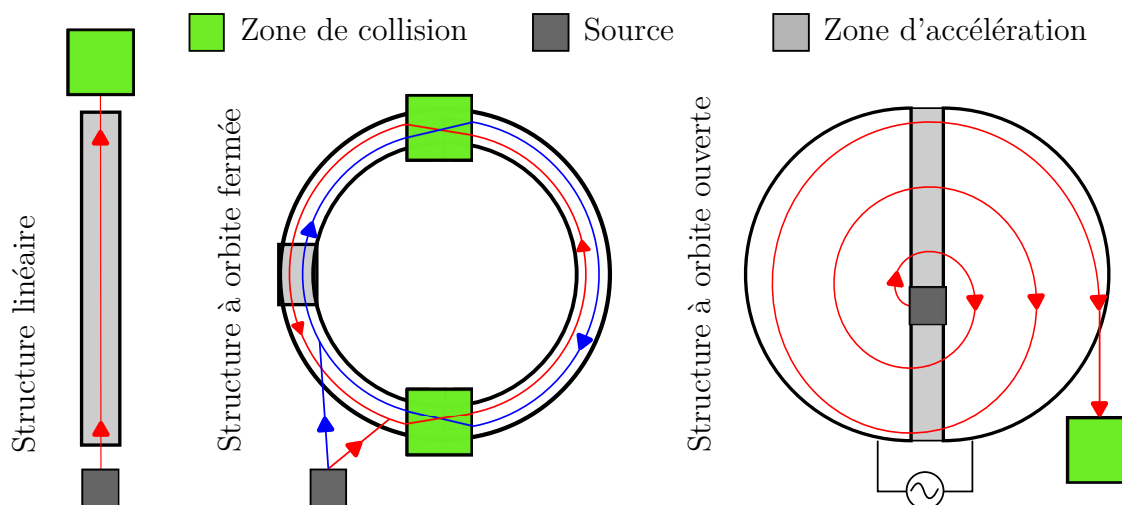 Zone de collision
Source
Zone d'accélération
Structure linéaire
Structure à orbite fermée
Structure à orbite ouverte